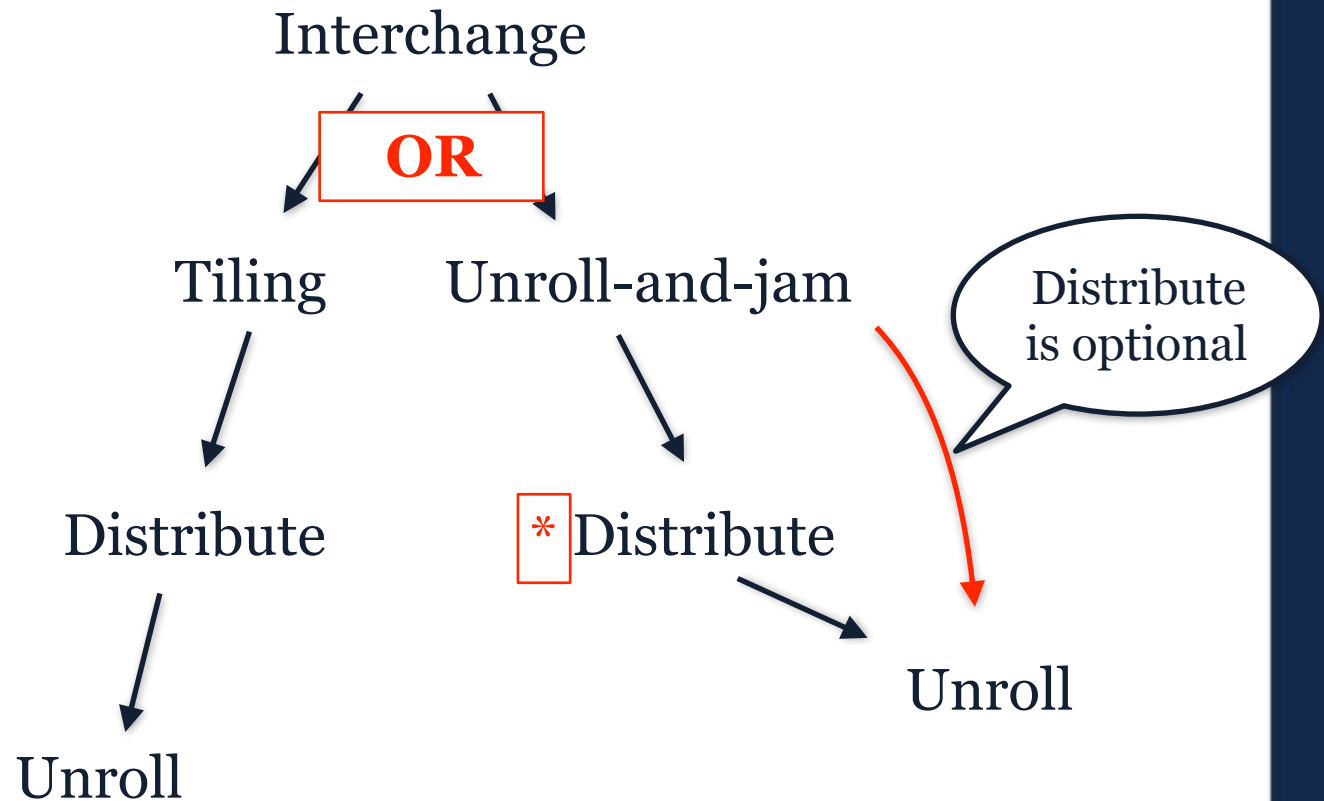 Interchange
OR
Tiling
Unroll-and-jam
Distribute
is optional
Distribute
* Distribute
Unroll
Unroll